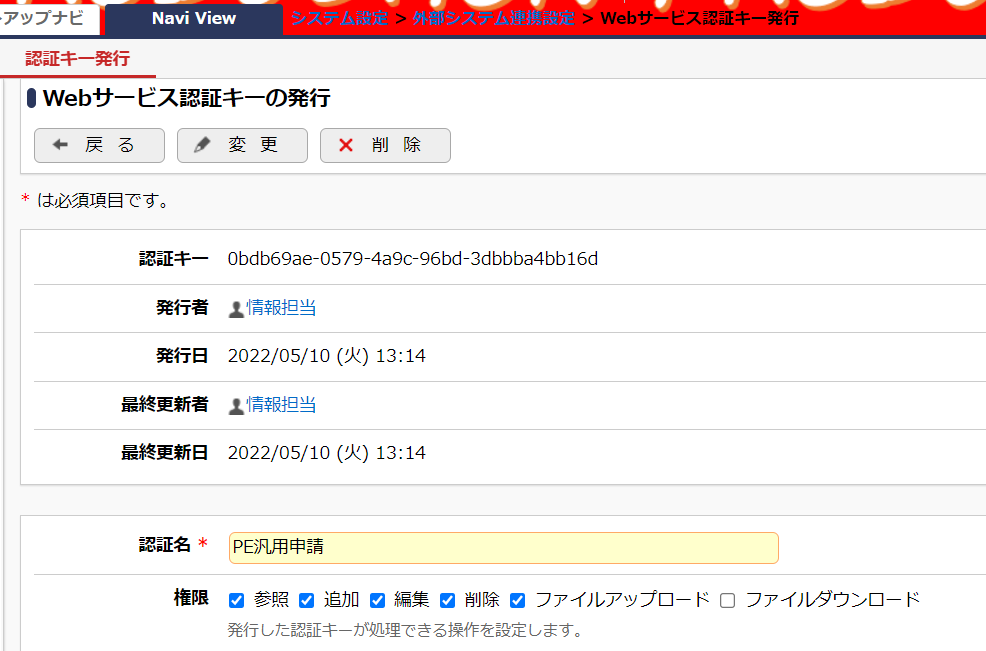 アップナビ Navi View システム設定 > 外部システム連携設定 > Webサービス認証キー発行
認証キー発行
Webサービス認証キーの発行
戻 る 変 更 削 除
* は必須項目です。
認証キー 0bdb69ae-0579-4a9c-96bd-3dbbba4bb16d
発行者 情報担当
発行日 2022/05/10 (火) 13:14
最終更新者 情報担当
最終更新日 2022/05/10 (火) 13:14
認証名 * PE汎用申請
権限 参照 追加 編集 削除 ファイルアップロード ファイルダウンロード
発行した認証キーが処理できる操作を設定します。